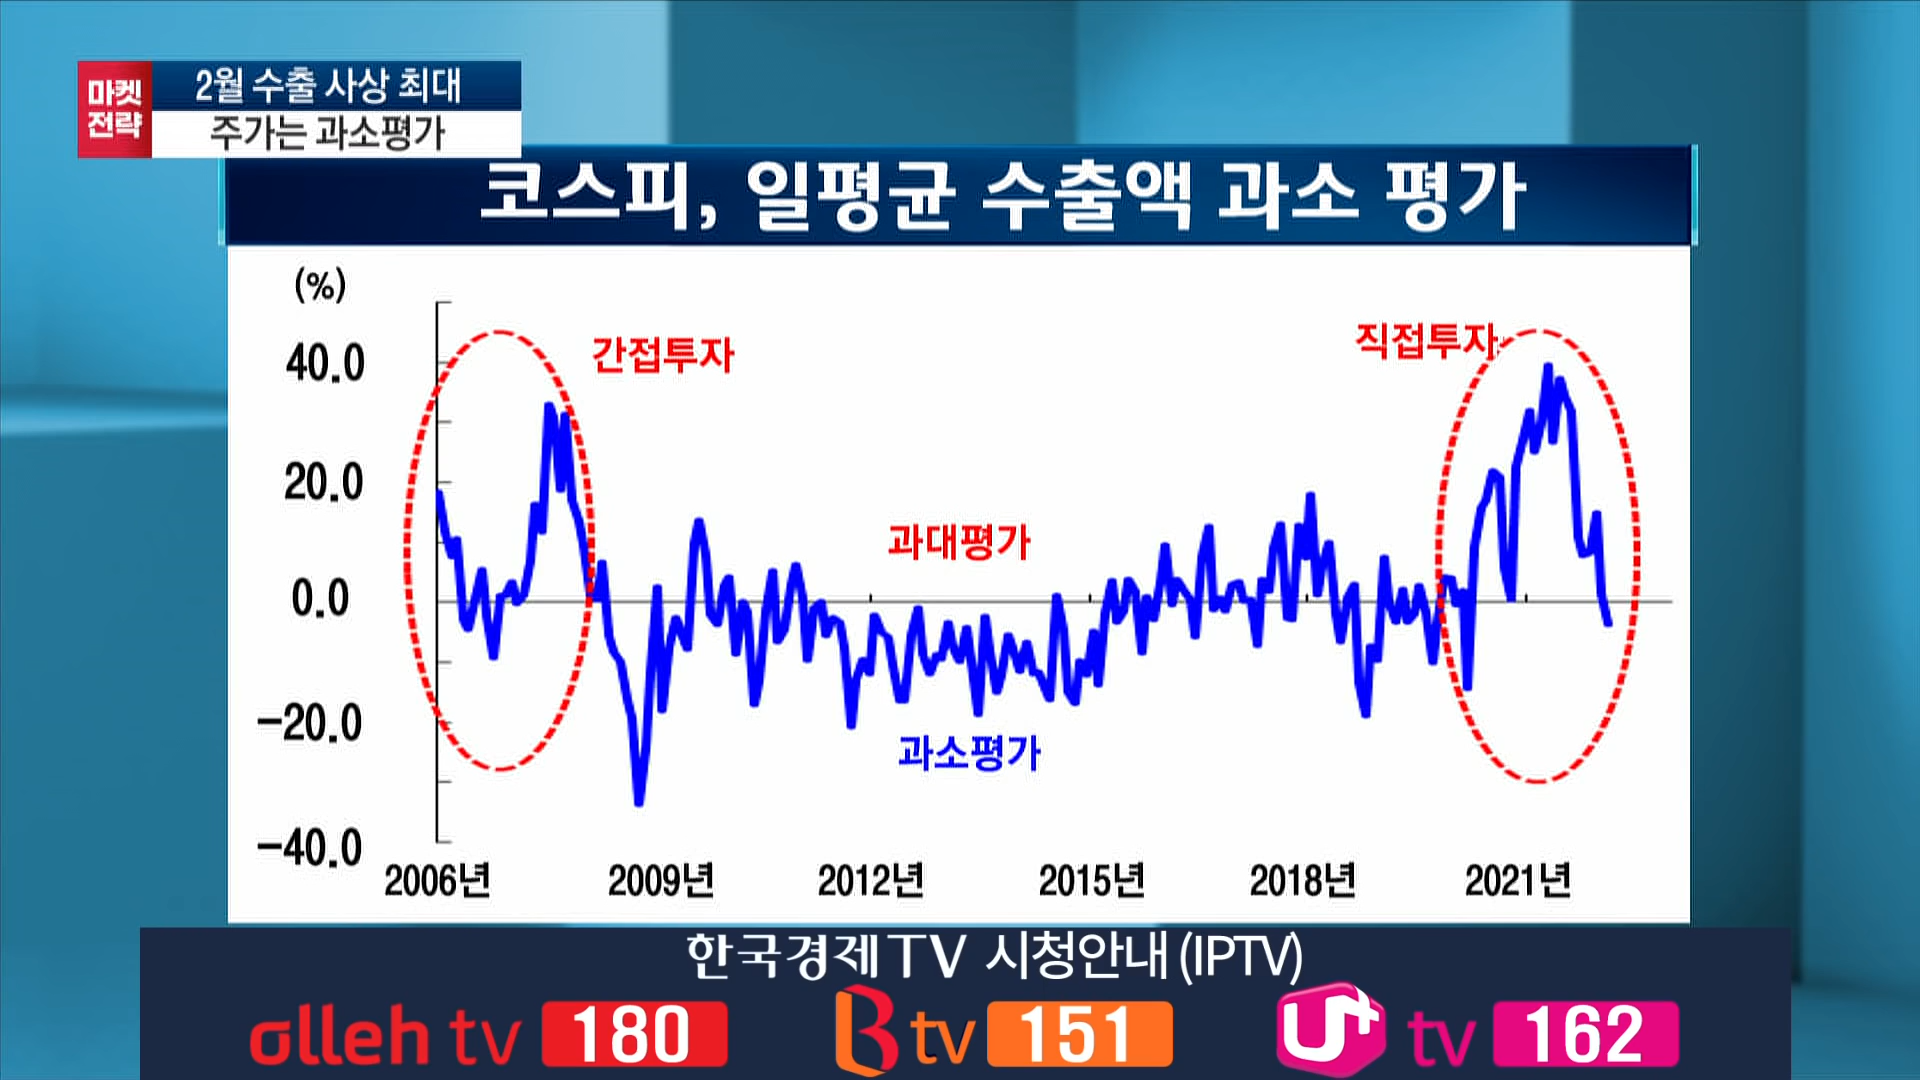 마켓
전략
2월 수출 사상 최대
주가는 과소평가
코스피, 일평균 수출액 과소 평가
(%)
간접투자
직접투자
40.0
20.0
과대평가
0.0
-20.0
과소평가
-40.0
2006년 2009년 2012년 2015년 2018년 2021년
한국경제TV 시청안내(IPTV)
olleh tv 180 B tv 151 U+ tv 162